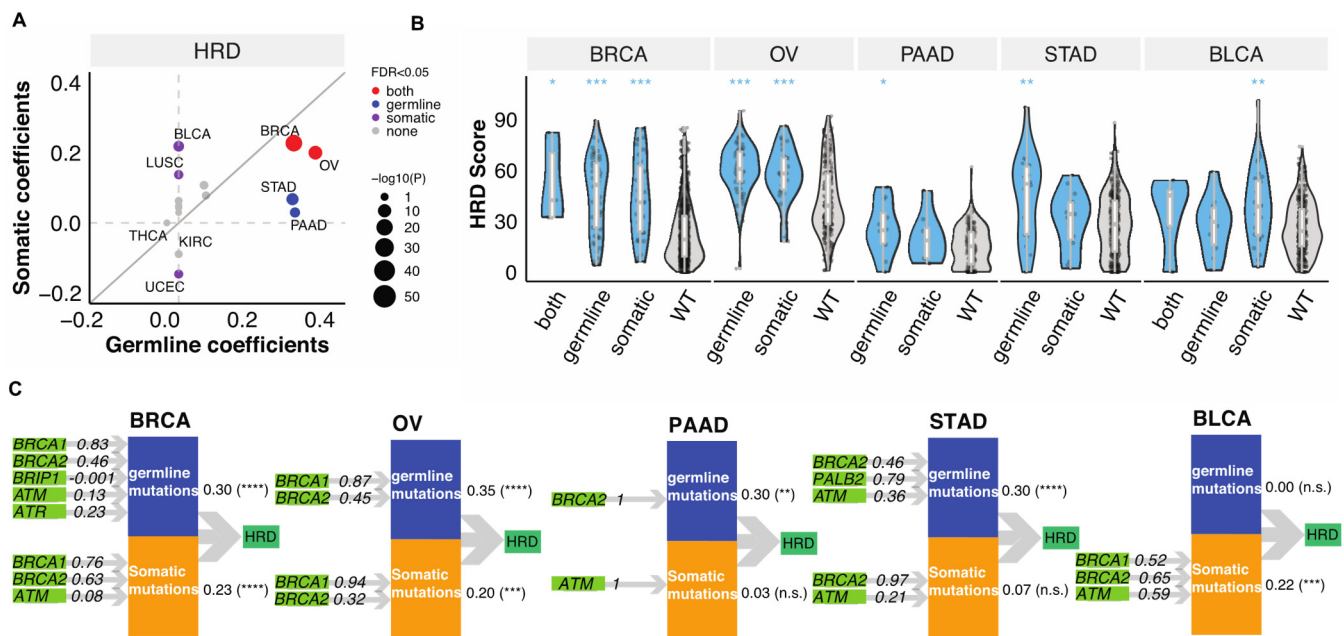 A
HRD
Somatic coefficients
0.4
0.2
0.0
−0.2
−0.2
0.0
0.2
0.4
Germline coefficients
BLCA
LUSC
BRCA
OV
STAD
PAAD
THCA
KIRC
UCEC
FDR<0.05
both
germline
somatic
none
-log10(P)
1
10
20
30
40
50
B
BRCA OV PAAD STAD BLCA
* *** *** *** *** * ** **
HRD Score
90
60
30
0
both germline somatic WT germline somatic WT germline somatic WT germline somatic WT both germline somatic WT
C
BRCA
BRCA1 0.83
BRCA2 0.46
BRIP1 -0.001
ATM 0.13
ATR 0.23
germline
mutations
0.30 (****)
HRD
BRCA1 0.76
BRCA2 0.63
ATM 0.08
Somatic
mutations
0.23 (****)
OV
BRCA1 0.87
BRCA2 0.45
germline
mutations
0.35 (****)
HRD
BRCA1 0.94
BRCA2 0.32
Somatic
mutations
0.20 (***)
PAAD
BRCA2 1
germline
mutations
0.30 (**)
HRD
ATM 1
Somatic
mutations
0.03 (n.s.)
STAD
BRCA2 0.46
PALB2 0.79
ATM 0.36
germline
mutations
0.30 (****)
HRD
BRCA2 0.97
ATM 0.21
Somatic
mutations
0.07 (n.s.)
BLCA
germline
mutations
0.00 (n.s.)
HRD
BRCA1 0.52
BRCA2 0.65
ATM 0.59
Somatic
mutations
0.22 (***)